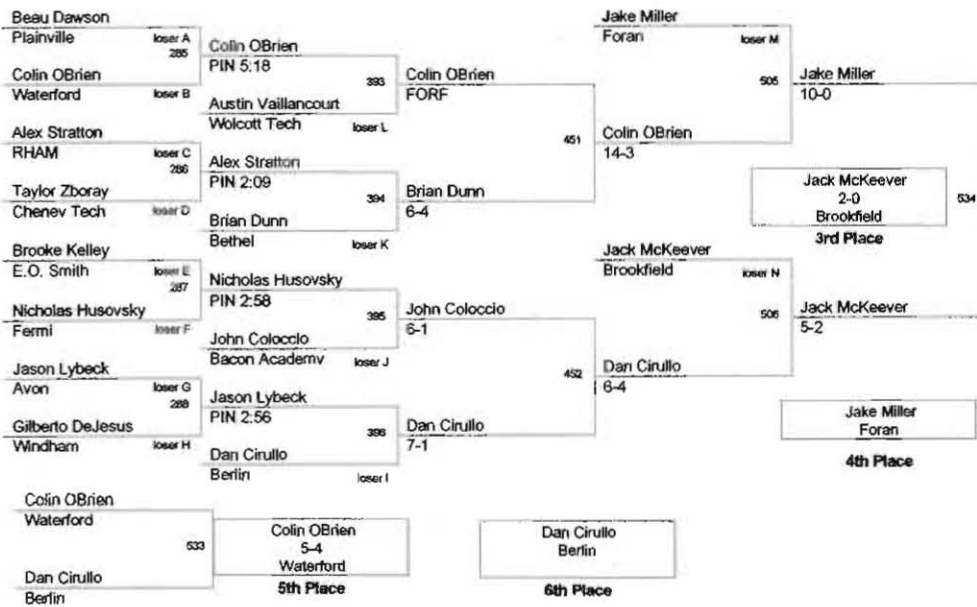 Beau Dawson
Plainville
loser A
285
Colin OBrien
Waterford
loser B
Alex Stratton
RHAM
loser C
286
Taylor Zboray
Chenev Tech
loser D
Brooke Kelley
E.O. Smith
loser E
287
Nicholas Husovsky
Fermi
loser F
Jason Lybeck
Avon
loser G
288
Gilberto DeJesus
Windham
loser H
Colin OBrien
PIN 5:18
393
Austin Vaillancourt
Wolcott Tech
loser L
Alex Stratton
PIN 2:09
394
Brian Dunn
Bethel
loser K
Nicholas Husovsky
PIN 2:58
395
John Coloccio
Bacon Academv
loser J
Jason Lybeck
PIN 2:56
396
Dan Cirullo
Berlin
loser I
Colin OBrien
FORF
451
Brian Dunn
6-4
John Coloccio
6-1
452
Dan Cirullo
7-1
Jake Miller
Foran
loser M
505
Colin OBrien
14-3
Jack McKeever
Brookfield
loser N
506
Dan Cirullo
6-4
Jake Miller
10-0
Jack McKeever
2-0
Brookfield
534
3rd Place
Jack McKeever
5-2
Jake Miller
Foran
4th Place
Colin OBrien
Waterford
533
Dan Cirullo
Berlin
Colin OBrien
5-4
Waterford
5th Place
Dan Cirullo
Berlin
6th Place